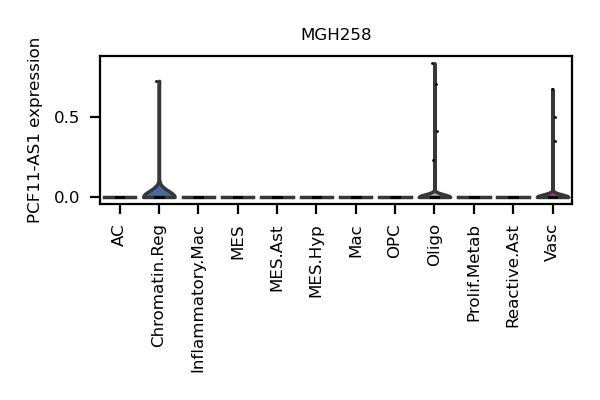 MGH258
PCF11-AS1 expression
0.5
0.0
AC
Chromatin.Reg
Inflammatory.Mac
MES
MES.Ast
MES.Hyp
Mac
OPC
Oligo
Prolif.Metab
Reactive.Ast
Vasc